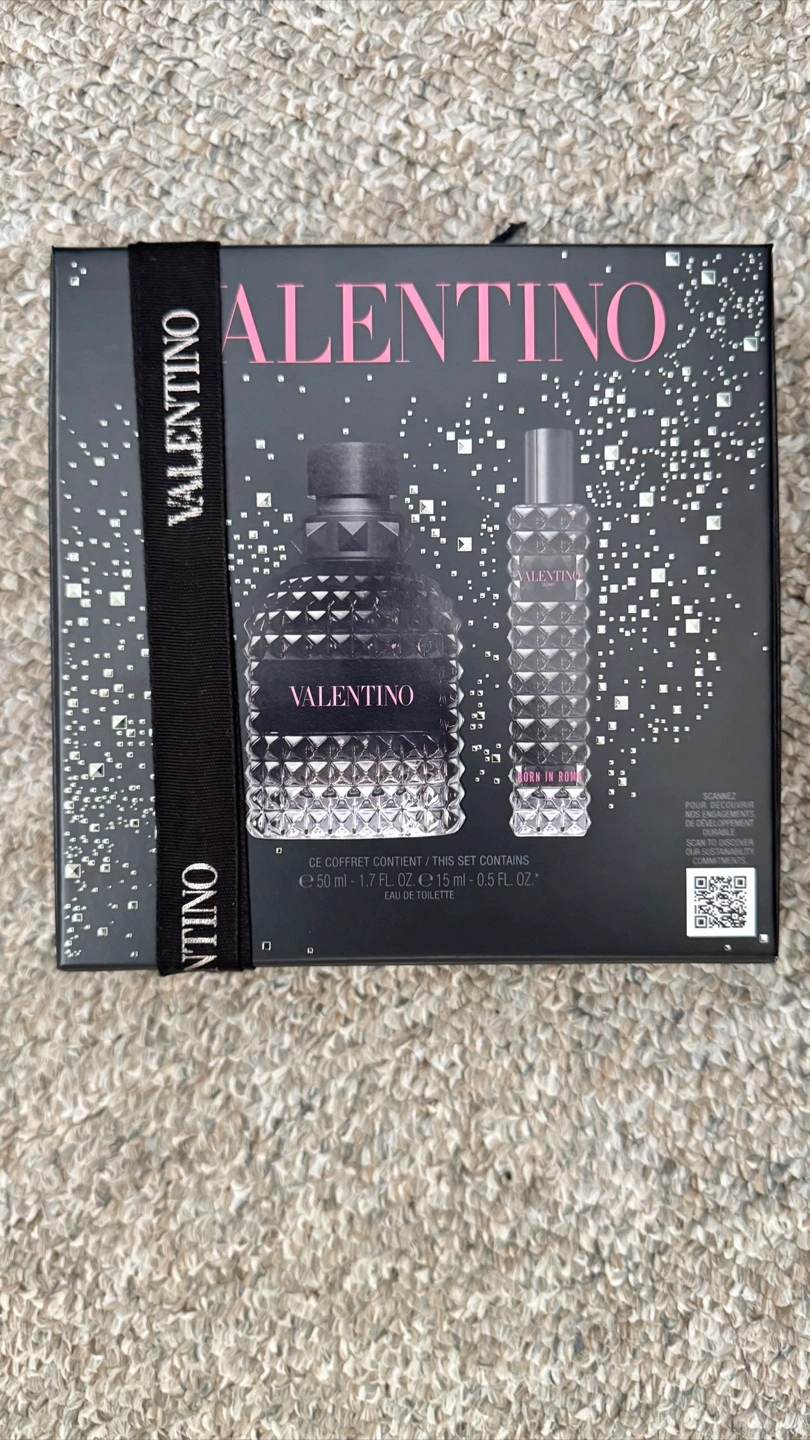 VALENTINO
VALENTINO
NTINO
VALENTINO
VALENTINO
BORN IN ROMA
CE COFFRET CONTIENT / THIS SET CONTAINS
℮ 50 ml - 1.7 FL. OZ. ℮ 15 ml - 0.5 FL. OZ.*
EAU DE TOILETTE
SCANNEZ
POUR DÉCOUVRIR
NOS ENGAGEMENTS
DE DÉVELOPPEMENT
DURABLE.
SCAN TO DISCOVER
OUR SUSTAINABILITY
COMMITMENTS.